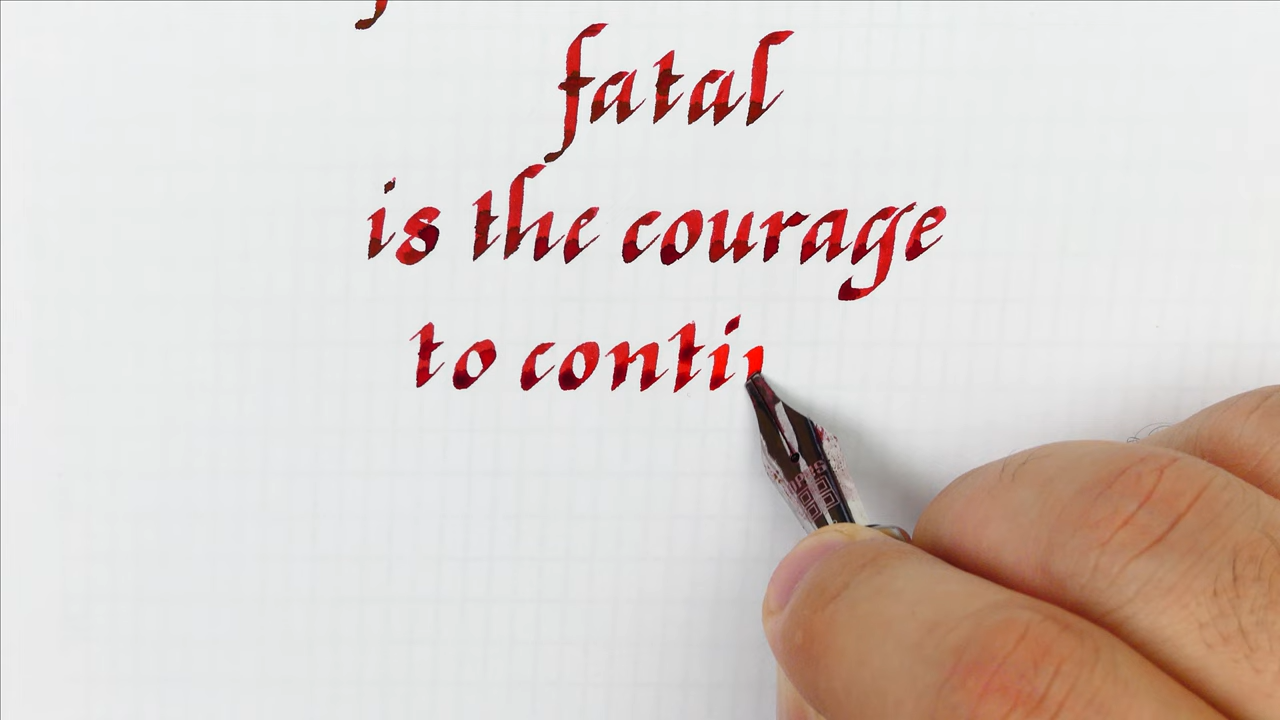 fatal
is the courage
to conti